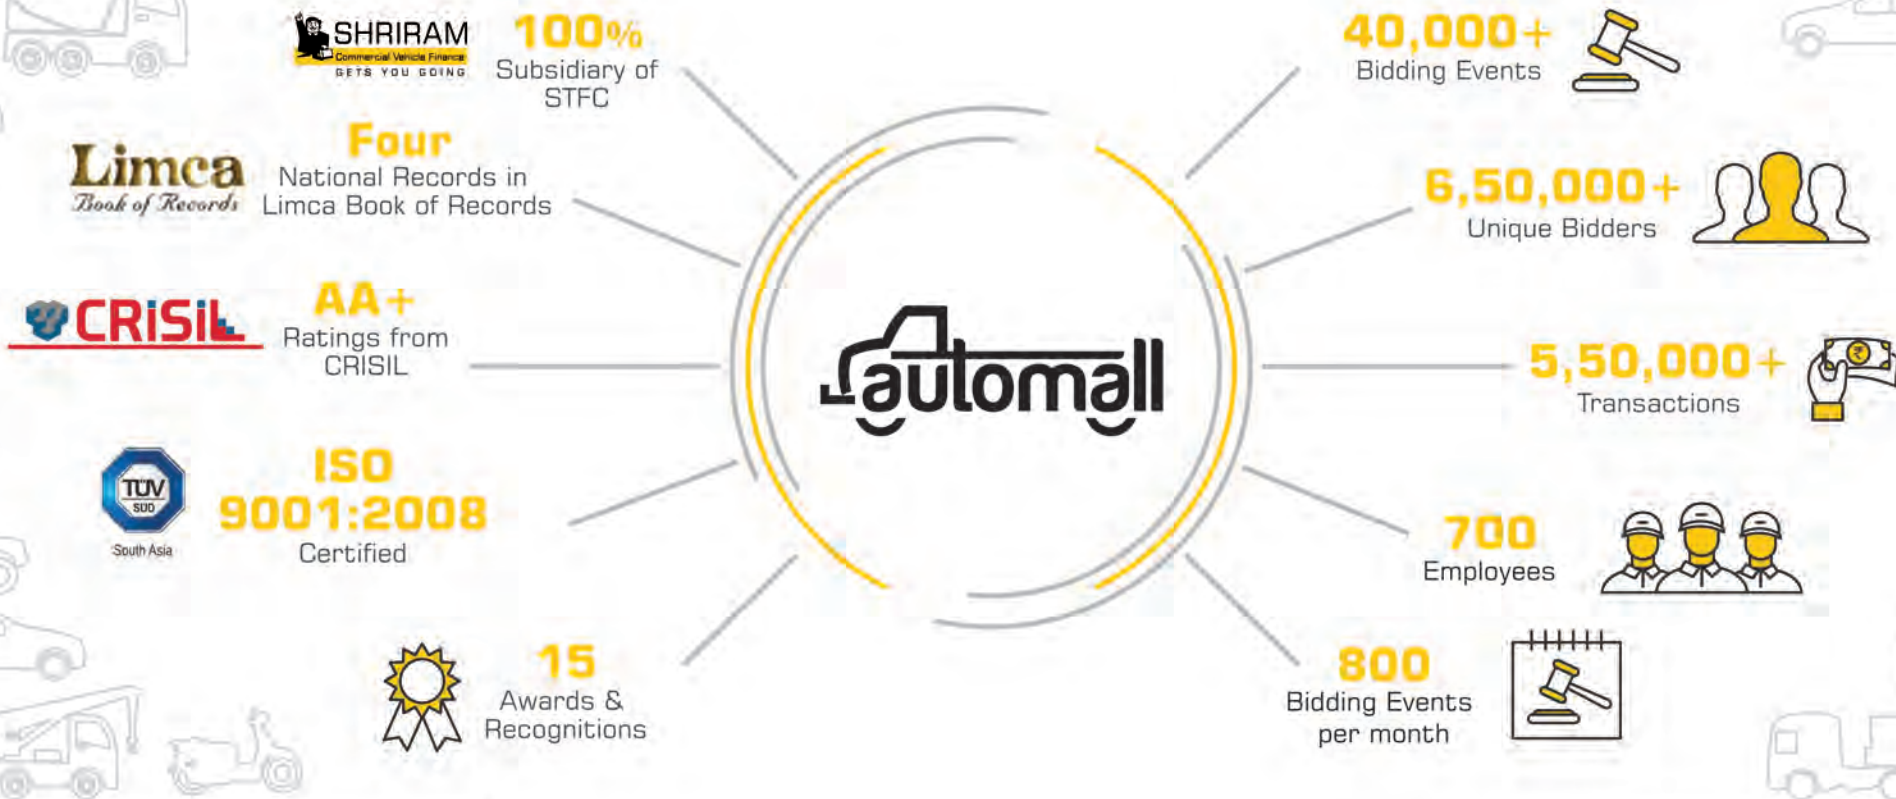 SHRIRAM
Commercial Vehicle Finance
GETS YOU GOING
100%
Subsidiary of
STFC
Limca
Book of Records
Four
National Records in
Limca Book of Records
CRiSiL
AA+
Ratings from
CRISIL
TÜV
SÜD
South Asia
ISO
9001:2008
Certified
15
Awards &
Recognitions
automall
40,000+
Bidding Events
6,50,000+
Unique Bidders
5,50,000+
Transactions
₹
700
Employees
800
Bidding Events
per month